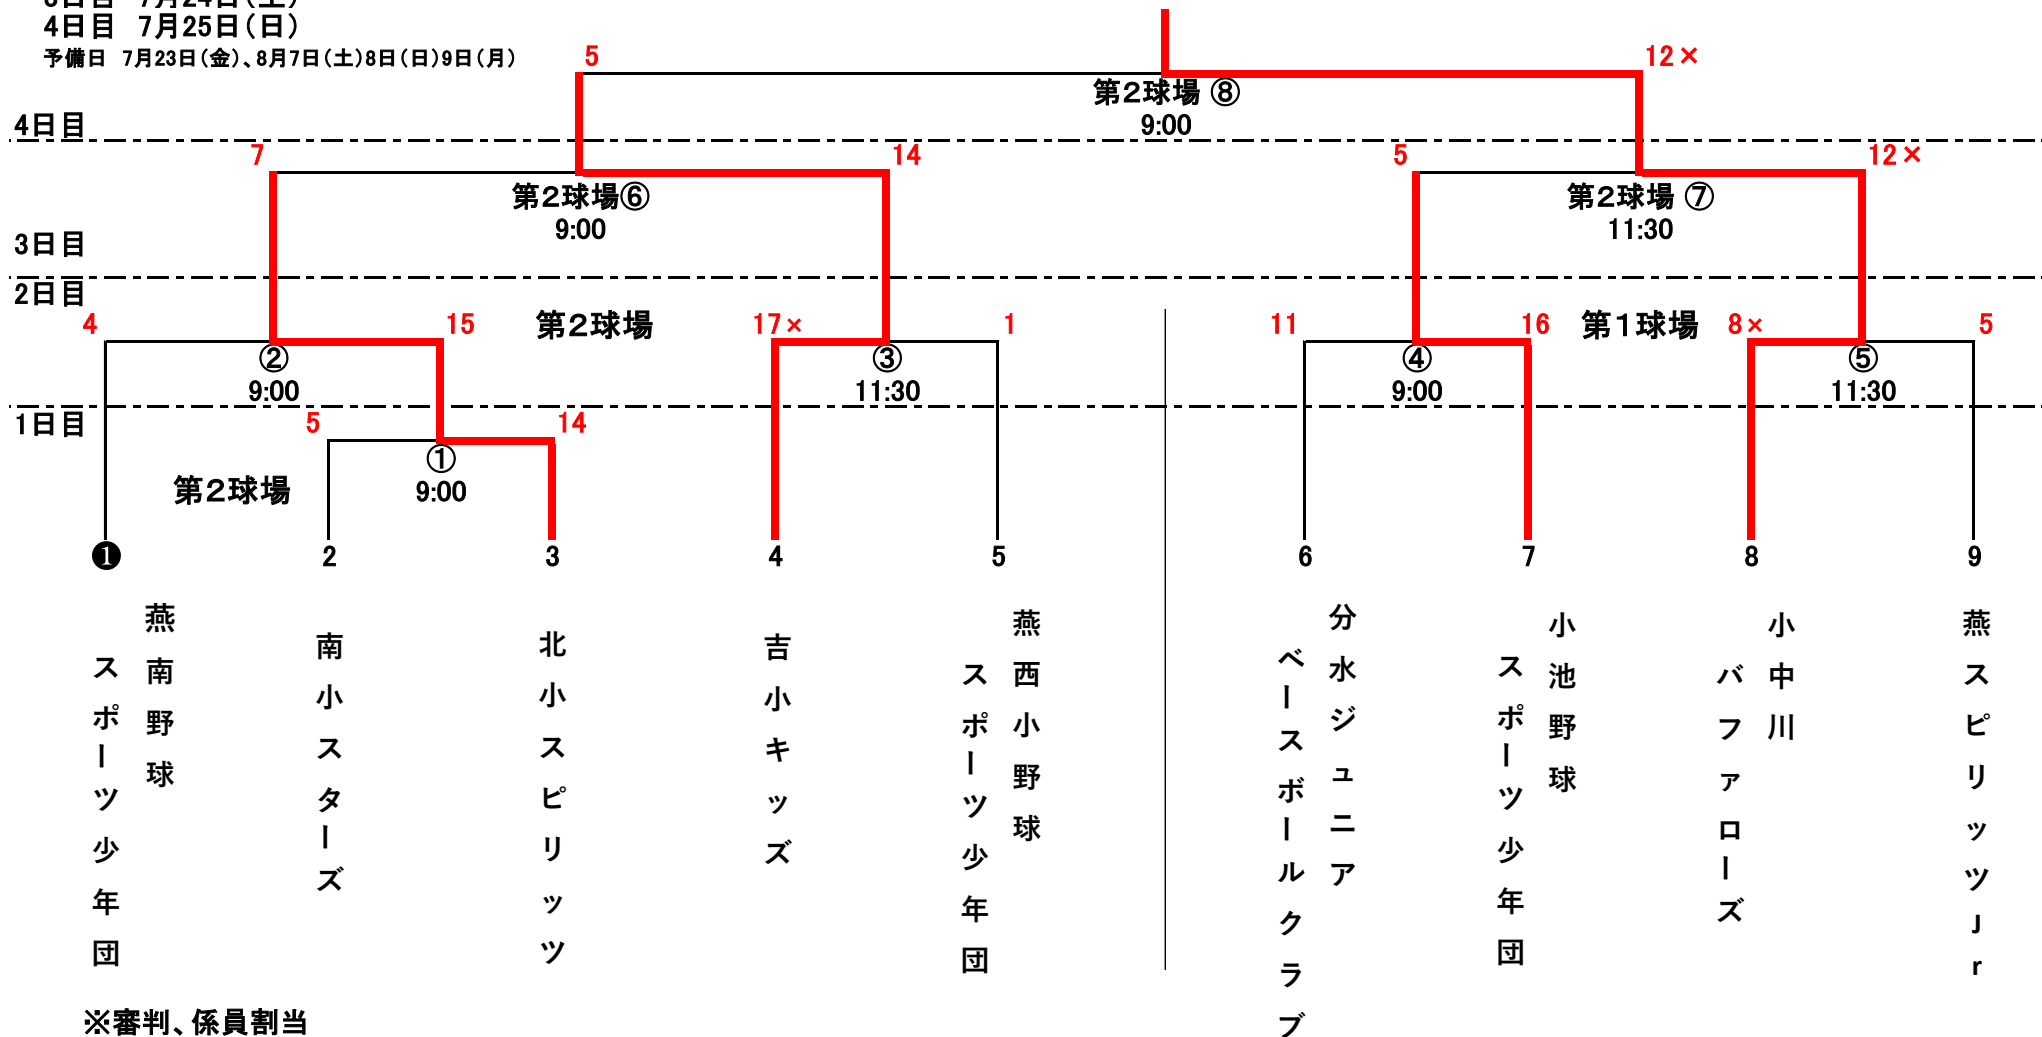 3日目 7月24日(土)
4日目 7月25日(日)
予備日 7月23日(金)、8月7日(土)8日(日)9日(月)
5
12×
第2球場 ⑧
9:00
4日目
7
14
5
12×
第2球場⑥
9:00
第2球場 ⑦
11:30
3日目
2日目
4
15
第2球場
17×
1
11
16
第1球場
8×
5
②
9:00
③
11:30
④
9:00
⑤
11:30
1日目
5
14
①
9:00
第2球場
❶
2
3
4
5
6
7
8
9
燕南野球
スポーツ少年団
南小スターズ
北小スピリッツ
吉小キッズ
燕西小野球
スポーツ少年団
分水ジュニア
ベースボールクラブ
小池野球
スポーツ少年団
小中川
バファローズ
燕スピリッツJr
※審判、係員割当